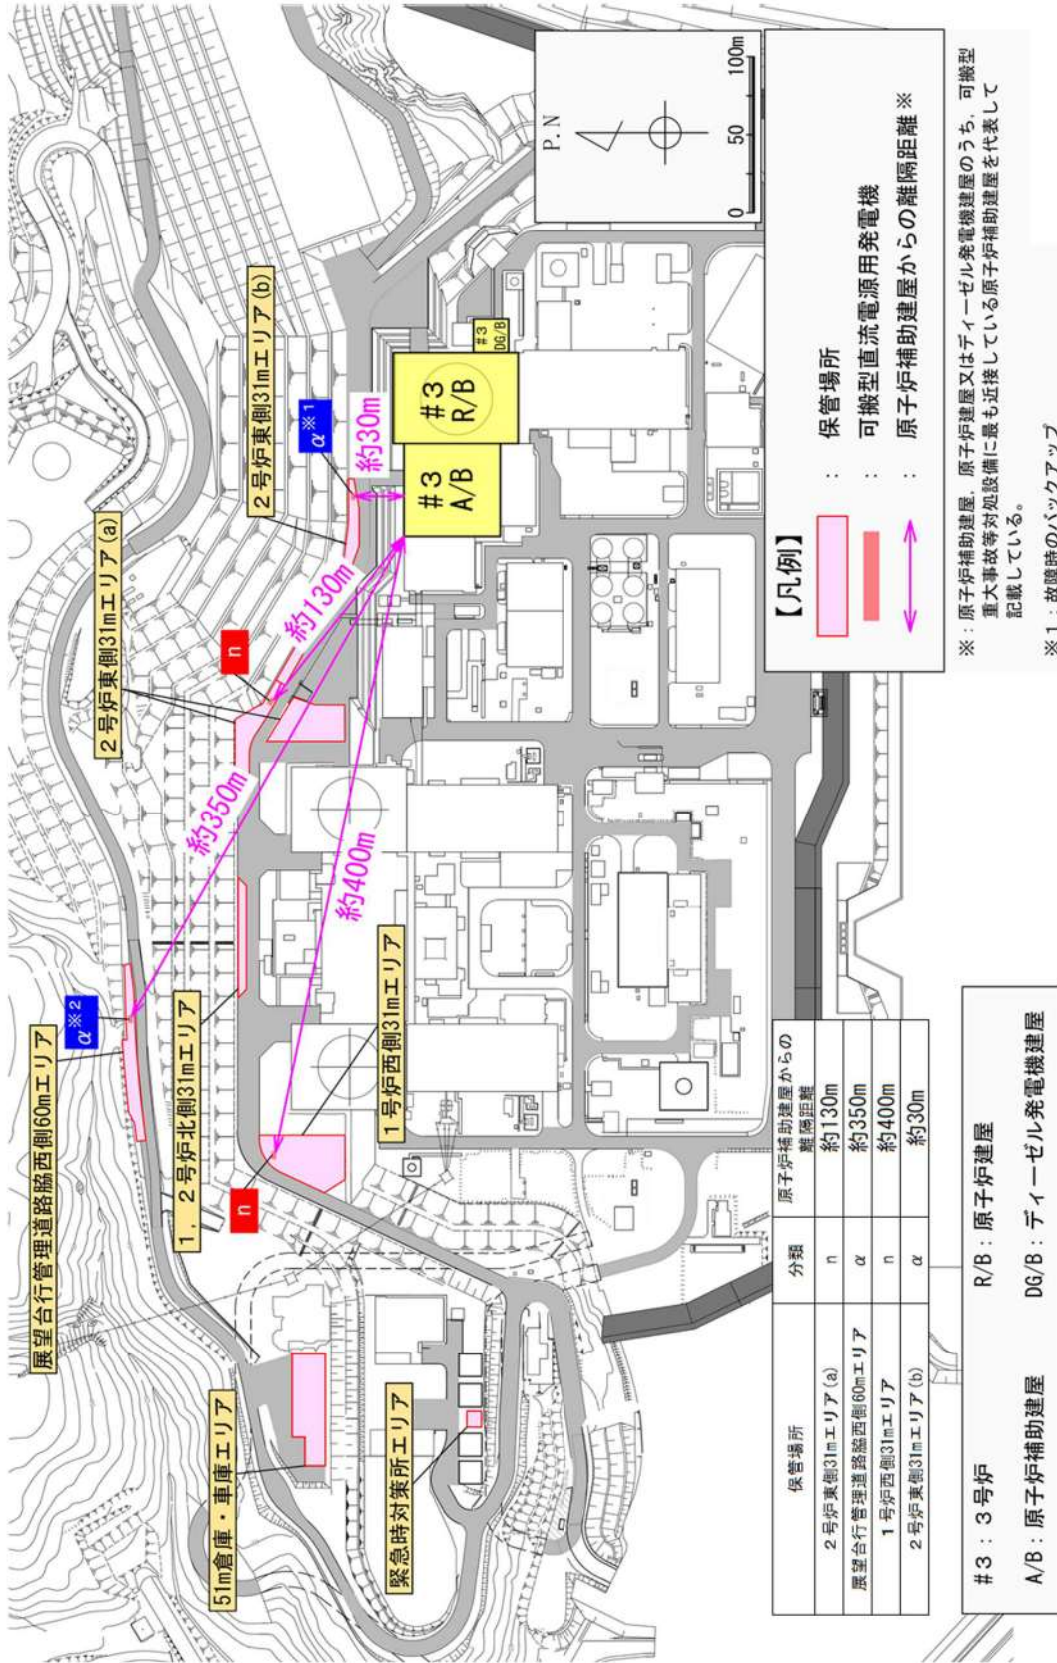 展望台行管理道路脇西側60mエリア
α※2
2号炉東側31mエリア(a)
2号炉東側31mエリア(b)
α※1
n
約30m
約130m
約350m
約400m
1,2号炉北側31mエリア
n
1号炉西側31mエリア
51m倉庫・車庫エリア
緊急時対策所エリア
#3
A/B
#3
R/B
#3
DG/B
P.N
0 50 100m
【凡例】
: 保管場所
: 可搬型直流電源用発電機
: 原子炉補助建屋からの離隔距離※
※:原子炉補助建屋,原子炉建屋又はディーゼル発電機建屋のうち,可搬型
重大事故等対処設備に最も近接している原子炉補助建屋を代表して
記載している。
※1:故障時のバックアップ
保管場所 分類 原子炉補助建屋からの
離隔距離
2号炉東側31mエリア(a) n 約130m
展望台行管理道路脇西側60mエリア α 約350m
1号炉西側31mエリア n 約400m
2号炉東側31mエリア(b) α 約30m
#3:3号炉 R/B:原子炉建屋
A/B:原子炉補助建屋 DG/B:ディーゼル発電機建屋